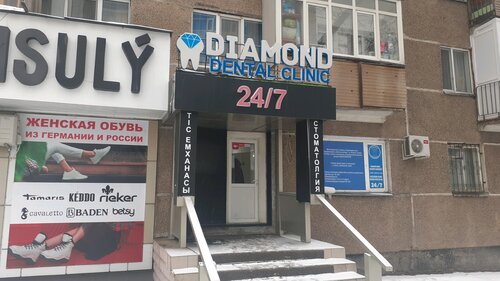 SULÝ
ЖЕНСКАЯ ОБУВЬ
ИЗ ГЕРМАНИИ И РОССИИ
Tamaris KEDDO rieker
cavaletto BADEN betsy
DIAMOND
DENTAL CLINIC
24/7
ТІС ЕМХАНАСЫ
СТОМАТОЛГИЯ
24/7